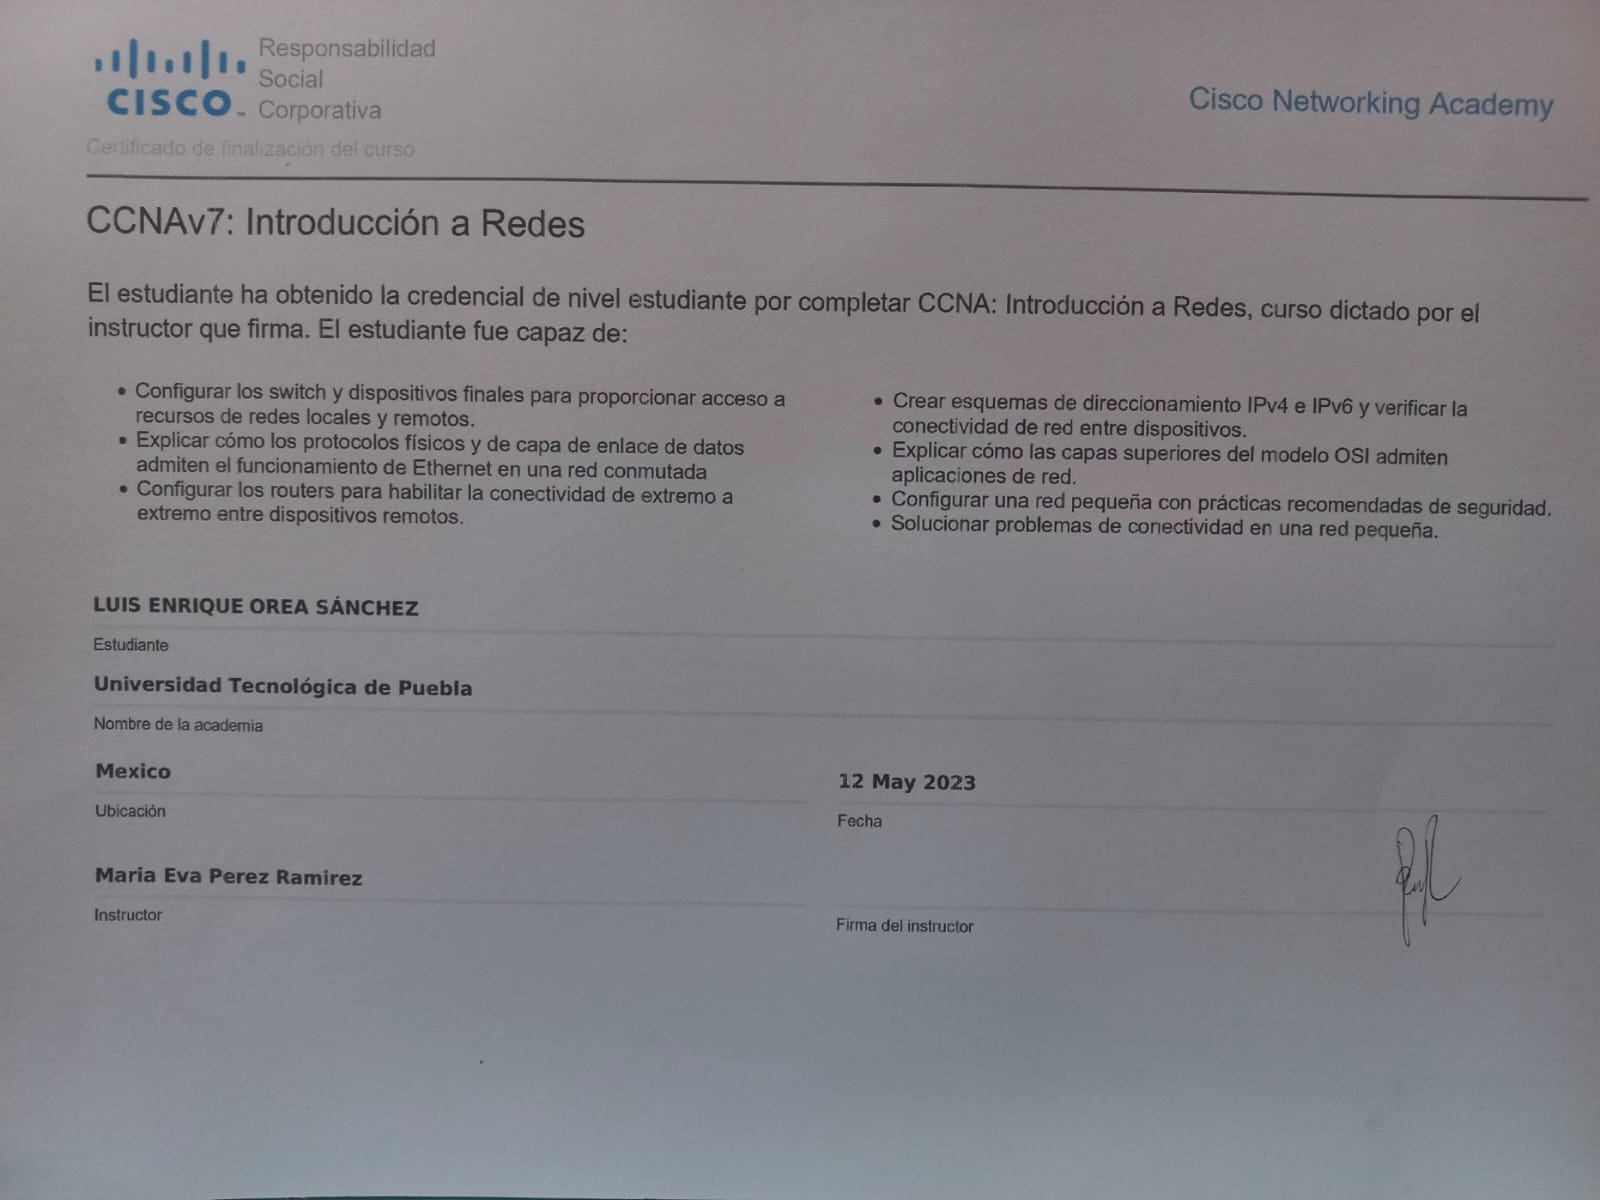 Responsabilidad
Social
CISCO™ Corporativa
Cisco Networking Academy
Certificado de finalización del curso
CCNAv7: Introducción a Redes
El estudiante ha obtenido la credencial de nivel estudiante por completar CCNA: Introducción a Redes, curso dictado por el
instructor que firma. El estudiante fue capaz de:
• Configurar los switch y dispositivos finales para proporcionar acceso a
recursos de redes locales y remotos.
• Explicar cómo los protocolos físicos y de capa de enlace de datos
admiten el funcionamiento de Ethernet en una red conmutada
• Configurar los routers para habilitar la conectividad de extremo a
extremo entre dispositivos remotos.
• Crear esquemas de direccionamiento IPv4 e IPv6 y verificar la
conectividad de red entre dispositivos.
• Explicar cómo las capas superiores del modelo OSI admiten
aplicaciones de red.
• Configurar una red pequeña con prácticas recomendadas de seguridad.
• Solucionar problemas de conectividad en una red pequeña.
LUIS ENRIQUE OREA SÁNCHEZ
Estudiante
Universidad Tecnológica de Puebla
Nombre de la academia
Mexico
Ubicación
12 May 2023
Fecha
Maria Eva Perez Ramirez
Instructor
Firma del instructor